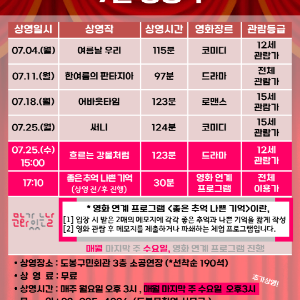 상영일시 상영작 상영시간 영화장르 관람등급
07.04.(월) 여름날 우리 115분 코미디 12세 관람가
07.11.(월) 한여름의 판타지아 97분 드라마 전체 관람가
07.18.(월) 어바웃타임 123분 로맨스 15세 관람가
07.25.(월) 써니 124분 코미디 15세 관람가
07.25.(수) 15:00 흐르는 강물처럼 123분 드라마 12세 관람가
17:10 좋은 추억 나쁜 기억 (상영 전/후 진행) 30분 영화 연계 프로그램 전체 이용가
* 영화 연계 프로그램 <좋은 추억 나쁜 기억>이란,
[1] 입장 시 받은 2매의 메모지에 각각 좋은 추억과 나쁜 기억을 짧게 작성
[2] 영화 관람 후 메모지를 제출하거나 파쇄하는 체험 프로그램입니다.
매월 마지막 주 수요일, 영화 연계 프로그램 진행
• 상영장소 : 도봉구민회관 3층 소공연장 (*선착순 190석)
• 상 영 료 : 무료
• 상영시간 : 매주 월요일 오후 3시, 매월 마지막 주 수요일 오후3시
추가상영!